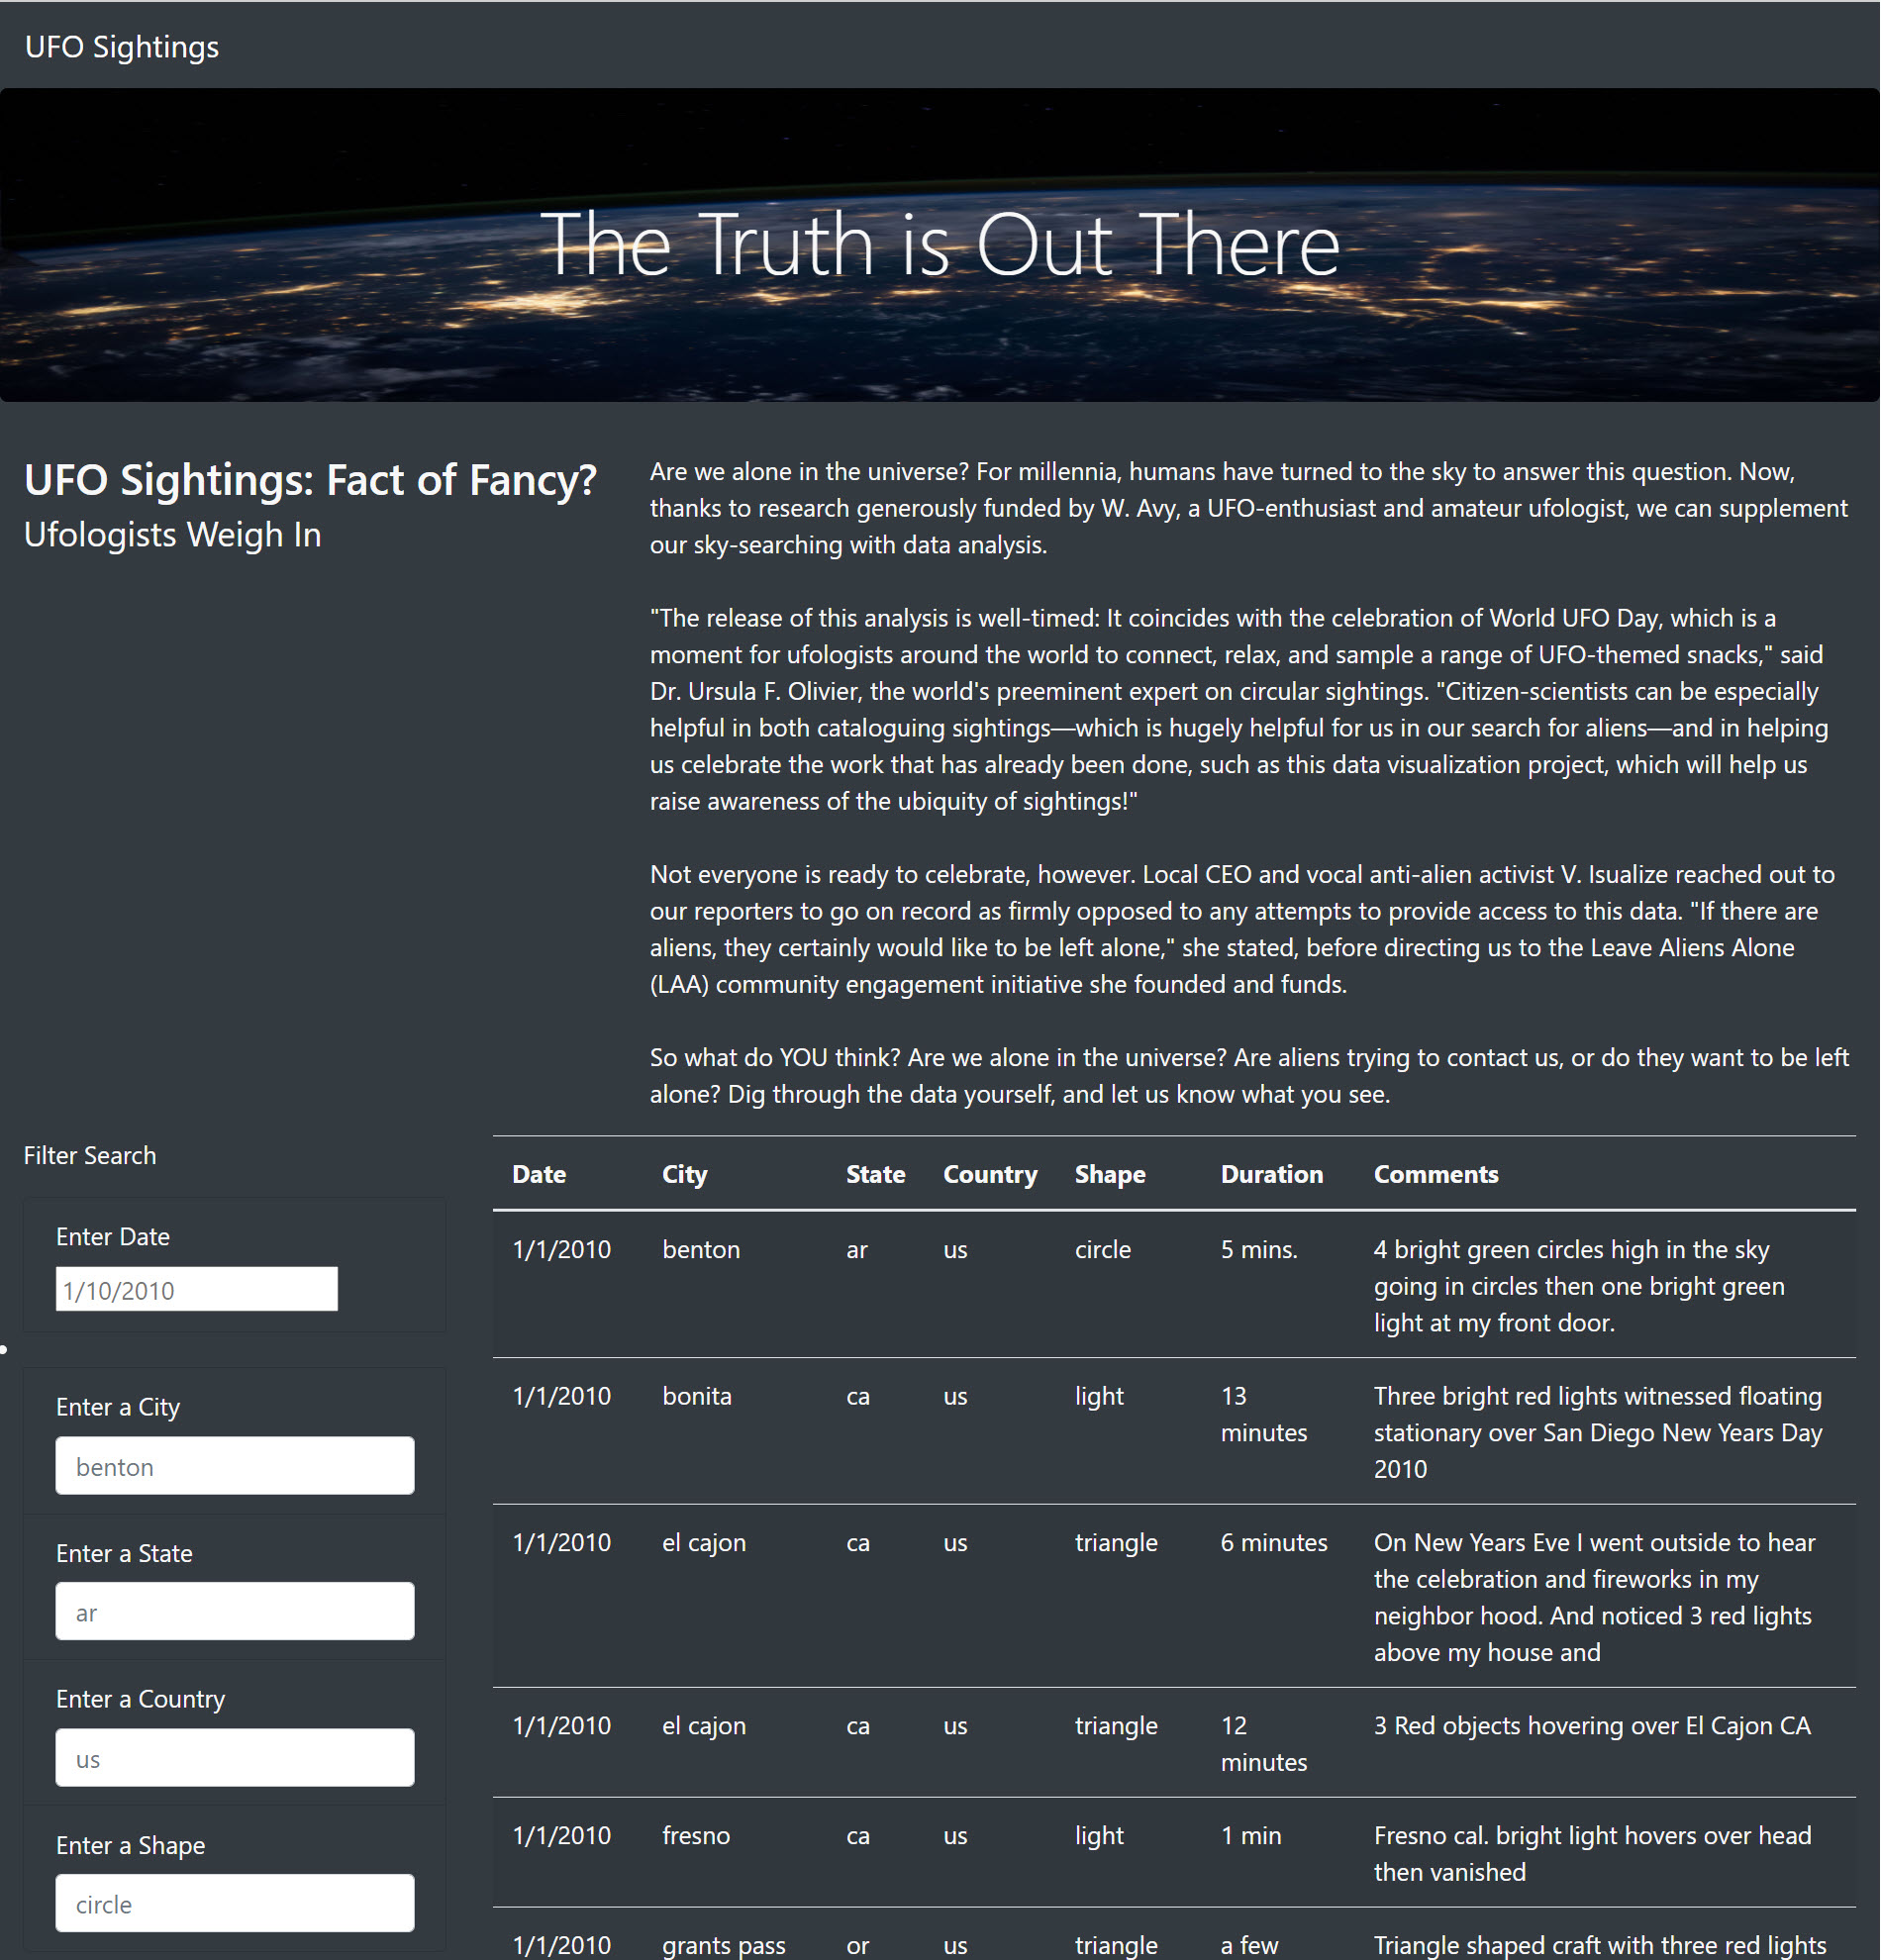 UFO Sightings
The Truth is Out There
UFO Sightings: Fact of Fancy?
Ufologists Weigh In
Are we alone in the universe? For millennia, humans have turned to the sky to answer this question. Now,
thanks to research generously funded by W. Avy, a UFO-enthusiast and amateur ufologist, we can supplement
our sky-searching with data analysis.
"The release of this analysis is well-timed: It coincides with the celebration of World UFO Day, which is a
moment for ufologists around the world to connect, relax, and sample a range of UFO-themed snacks," said
Dr. Ursula F. Olivier, the world's preeminent expert on circular sightings. "Citizen-scientists can be especially
helpful in both cataloguing sightings—which is hugely helpful for us in our search for aliens—and in helping
us celebrate the work that has already been done, such as this data visualization project, which will help us
raise awareness of the ubiquity of sightings!"
Not everyone is ready to celebrate, however. Local CEO and vocal anti-alien activist V. Isualize reached out to
our reporters to go on record as firmly opposed to any attempts to provide access to this data. "If there are
aliens, they certainly would like to be left alone," she stated, before directing us to the Leave Aliens Alone
(LAA) community engagement initiative she founded and funds.
So what do YOU think? Are we alone in the universe? Are aliens trying to contact us, or do they want to be left
alone? Dig through the data yourself, and let us know what you see.
Filter Search
Enter Date
1/10/2010
Enter a City
benton
Enter a State
ar
Enter a Country
us
Enter a Shape
circle
Date City State Country Shape Duration Comments
1/1/2010 benton ar us circle 5 mins. 4 bright green circles high in the sky
going in circles then one bright green
light at my front door.
1/1/2010 bonita ca us light 13 Three bright red lights witnessed floating
minutes stationary over San Diego New Years Day
2010
1/1/2010 el cajon ca us triangle 6 minutes On New Years Eve I went outside to hear
the celebration and fireworks in my
neighbor hood. And noticed 3 red lights
above my house and
1/1/2010 el cajon ca us triangle 12 3 Red objects hovering over El Cajon CA
minutes
1/1/2010 fresno ca us light 1 min Fresno cal. bright light hovers over head
then vanished
1/1/2010 grants pass or us triangle a few Triangle shaped craft with three red lights